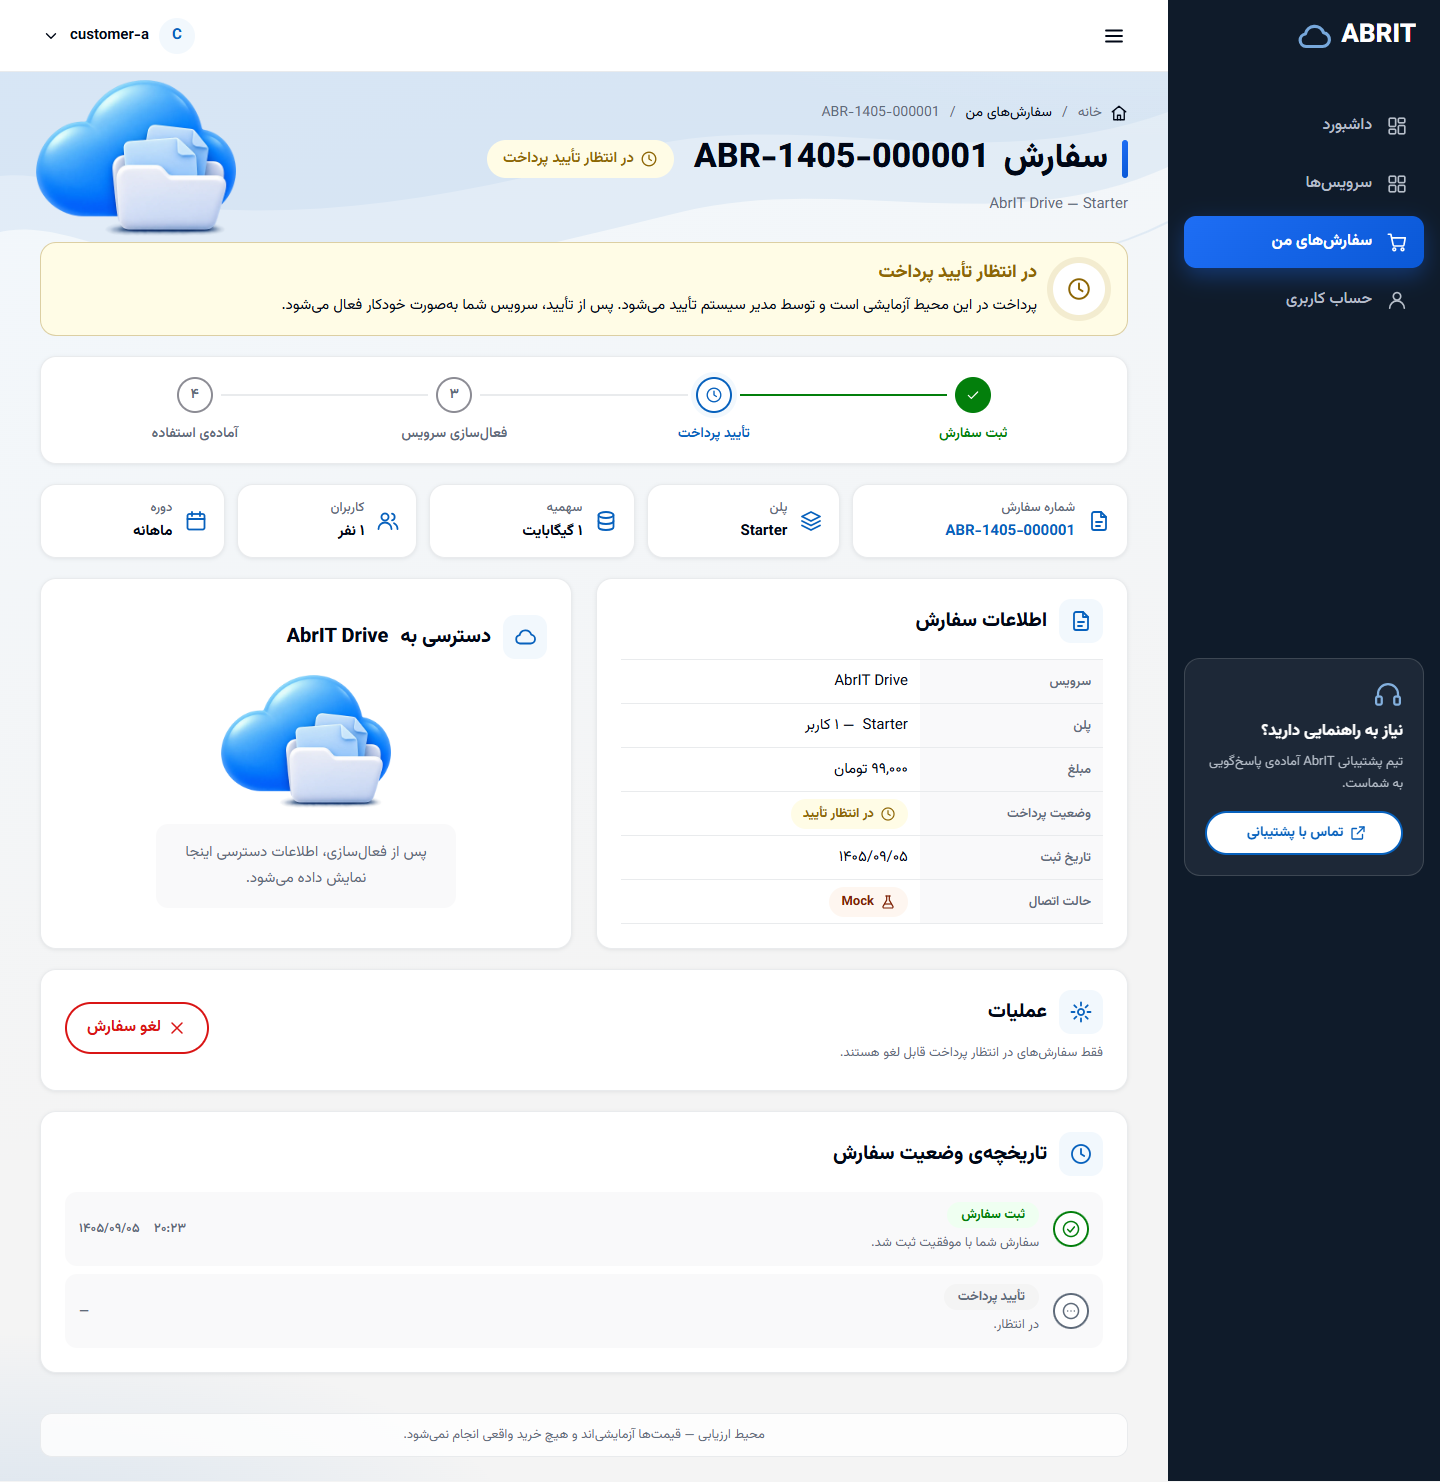 ABRIT
داشبورد
سرویس‌ها
سفارش‌های من
حساب کاربری
نیاز به راهنمایی دارید؟
تیم پشتیبانی AbrIT آماده‌ی پاسخ‌گویی
به شماست.
تماس با پشتیبانی
C customer-a
خانه / سفارش‌های من / ABR-1405-000001
سفارش ABR-1405-000001
در انتظار تأیید پرداخت
AbrIT Drive — Starter
در انتظار تأیید پرداخت
پرداخت در این محیط آزمایشی است و توسط مدیر سیستم تأیید می‌شود. پس از تأیید، سرویس شما به‌صورت خودکار فعال می‌شود.
ثبت سفارش
تأیید پرداخت
۳
فعال‌سازی سرویس
۴
آماده‌ی استفاده
شماره سفارش
ABR-1405-000001
پلن
Starter
سهمیه
۱ گیگابایت
کاربران
۱ نفر
دوره
ماهانه
اطلاعات سفارش
سرویس AbrIT Drive
پلن Starter — ۱ کاربر
مبلغ ۹۹,۰۰۰ تومان
وضعیت پرداخت در انتظار تأیید
تاریخ ثبت ۱۴۰۵/۰۹/۰۵
حالت اتصال Mock
دسترسی به AbrIT Drive
پس از فعال‌سازی، اطلاعات دسترسی اینجا
نمایش داده می‌شود.
عملیات
فقط سفارش‌های در انتظار پرداخت قابل لغو هستند.
لغو سفارش
تاریخچه‌ی وضعیت سفارش
ثبت سفارش
سفارش شما با موفقیت ثبت شد.
۲۰:۲۳ ۱۴۰۵/۰۹/۰۵
تأیید پرداخت
در انتظار.
—
محیط ارزیابی — قیمت‌ها آزمایشی‌اند و هیچ خرید واقعی انجام نمی‌شود.